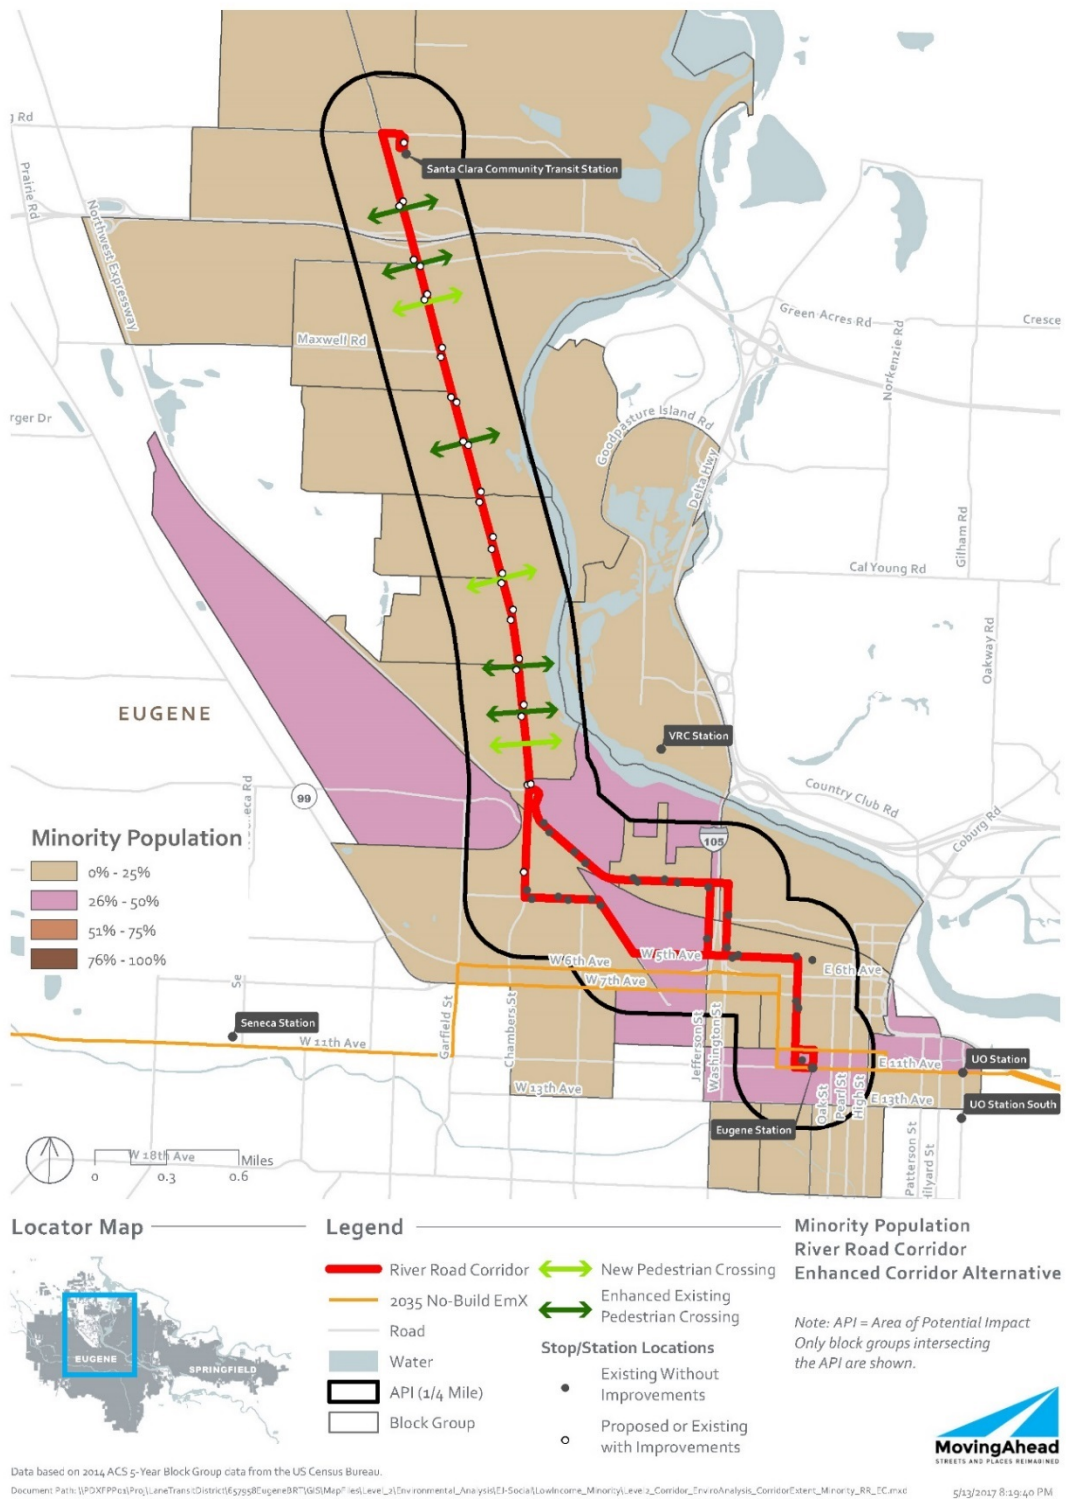 g Rd
Prairie Rd
Northwest Expressway
Santa Clara Community Transit Station
Green Acres Rd
Cresce
Norkenzie Rd
Maxwell Rd
rger Dr
Goodpasture Island Rd
Delta Hwy
Gilham Rd
Cal Young Rd
Oakway Rd
EUGENE
VRC Station
99
Country Club Rd
Coburg Rd
105
Minority Population
0% - 25%
26% - 50%
51% - 75%
76% - 100%
W 5th Ave
W 6th Ave
E 6th Ave
W 7th Ave
Garfield St
Chambers St
Jefferson St
Washington St
Seneca Station
W 11th Ave
E 11th Ave
UO Station
W 13th Ave
Oak St
Pearl St
High St
E 13th Ave
UO Station South
Eugene Station
Patterson St
Hilyard St
W 18th Ave
Miles
0 0.3 0.6
Locator Map
EUGENE
SPRINGFIELD
Legend
River Road Corridor
2035 No-Build EmX
Road
Water
API (1/4 Mile)
Block Group
New Pedestrian Crossing
Enhanced Existing
Pedestrian Crossing
Stop/Station Locations
Existing Without
Improvements
Proposed or Existing
with Improvements
Minority Population
River Road Corridor
Enhanced Corridor Alternative
Note: API = Area of Potential Impact
Only block groups intersecting
the API are shown.
MovingAhead
STREETS AND PLACES REIMAGINED
Data based on 2014 ACS 5-Year Block Group data from the US Census Bureau.
5/13/2017 8:19:40 PM